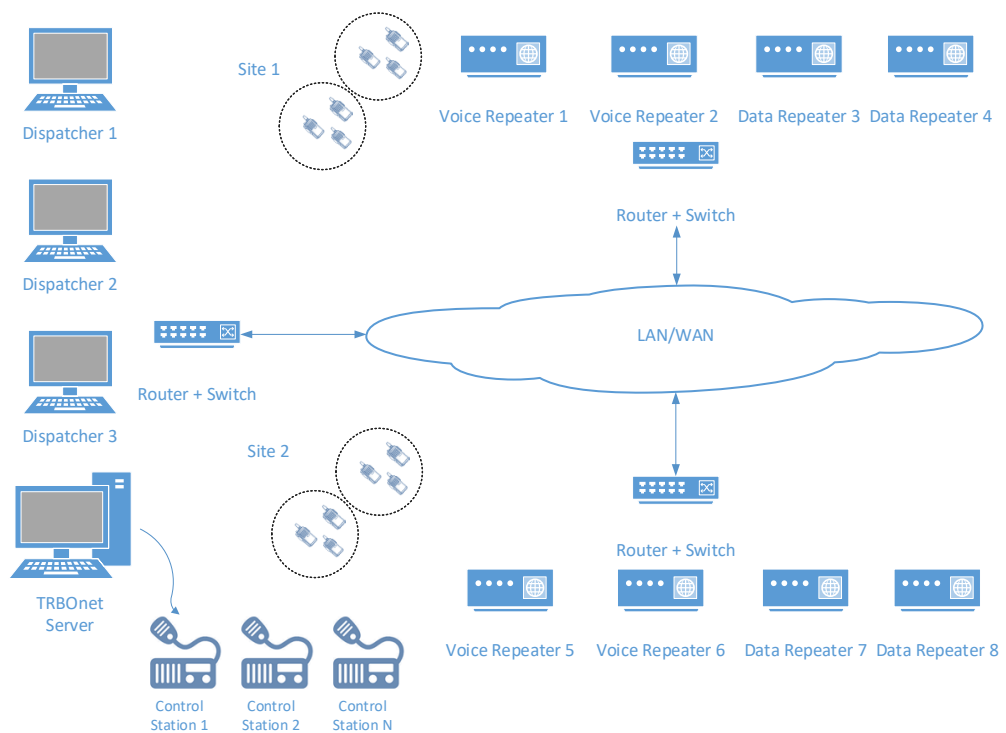 Site 1
Dispatcher 1
Voice Repeater 1
Voice Repeater 2
Data Repeater 3
Data Repeater 4
Router + Switch
Dispatcher 2
LAN/WAN
Router + Switch
Dispatcher 3
Site 2
Router + Switch
TRBOnet
Server
Voice Repeater 5
Voice Repeater 6
Data Repeater 7
Data Repeater 8
Control
Station 1
Control
Station 2
Control
Station N